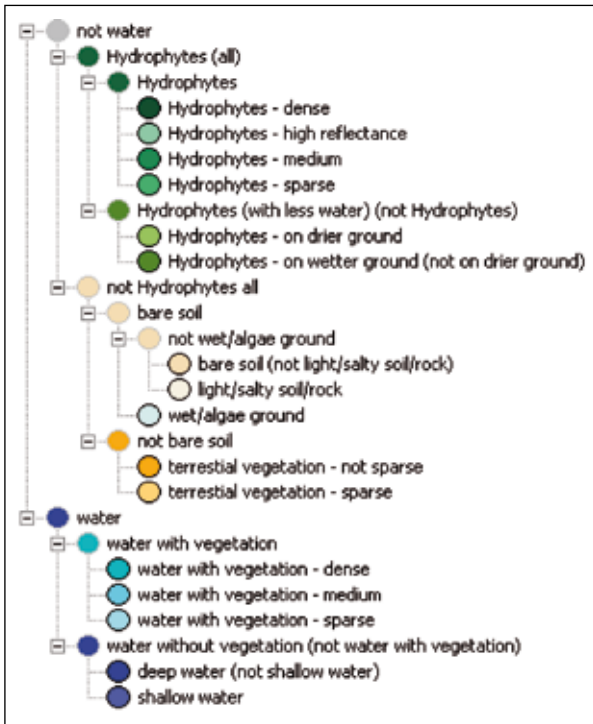 not water
Hydrophytes (all)
Hydrophytes
Hydrophytes - dense
Hydrophytes - high reflectance
Hydrophytes - medium
Hydrophytes - sparse
Hydrophytes (with less water) (not Hydrophytes)
Hydrophytes - on drier ground
Hydrophytes - on wetter ground (not on drier ground)
not Hydrophytes all
bare soil
not wet/algae ground
bare soil (not light/salty soil/rock)
light/salty soil/rock
wet/algae ground
not bare soil
terrestial vegetation - not sparse
terrestial vegetation - sparse
water
water with vegetation
water with vegetation - dense
water with vegetation - medium
water with vegetation - sparse
water without vegetation (not water with vegetation)
deep water (not shallow water)
shallow water